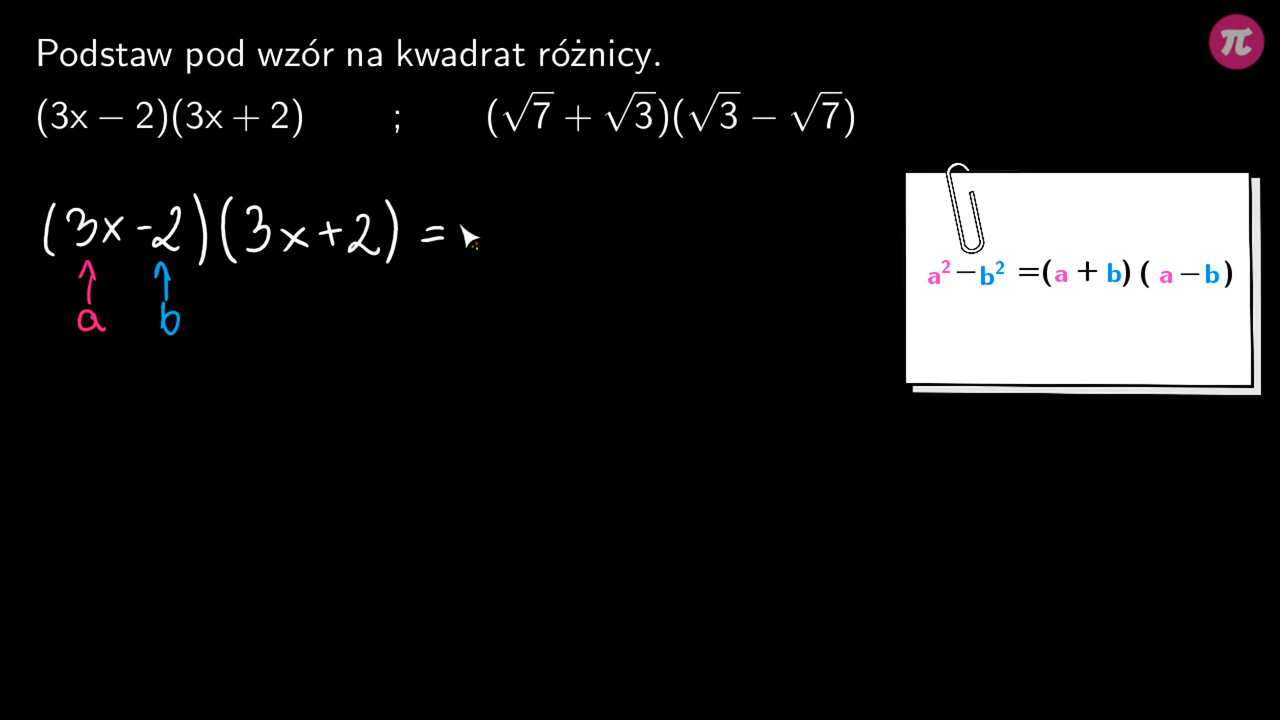 Podstaw pod wzór na kwadrat różnicy.
(3x − 2)(3x + 2) ; (√7 + √3)(√3 − √7)
(3x -2)(3x+2) =
a b
a² − b² =(a + b) ( a − b)
π